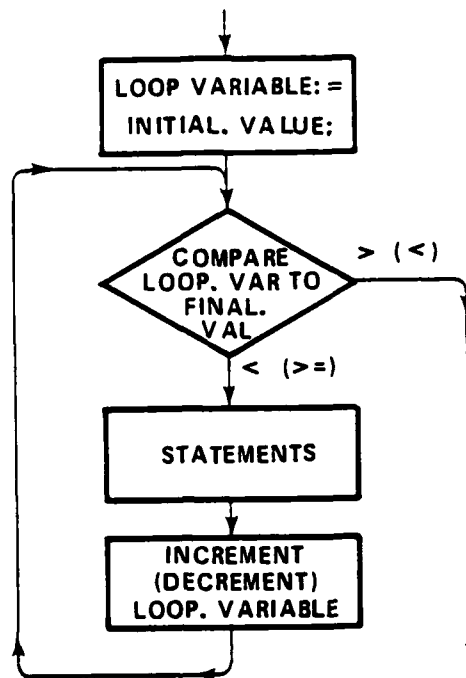 LOOP VARIABLE: =
INITIAL. VALUE;
COMPARE
LOOP. VAR TO
FINAL.
VAL
> (<)
< (>=)
STATEMENTS
INCREMENT
(DECREMENT)
LOOP. VARIABLE